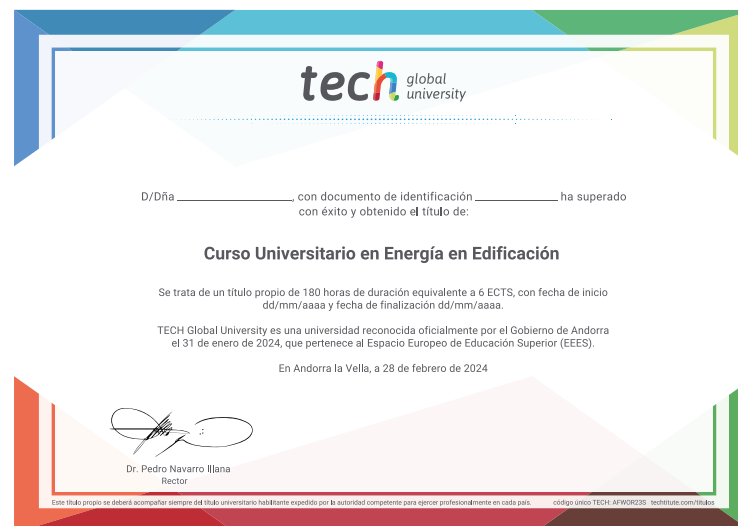 tech global university
D/Dña ____________, con documento de identificación ____________ ha superado
con éxito y obtenido el título de:
Curso Universitario en Energía en Edificación
Se trata de un título propio de 180 horas de duración equivalente a 6 ECTS, con fecha de inicio
dd/mm/aaaa y fecha de finalización dd/mm/aaaa.
TECH Global University es una universidad reconocida oficialmente por el Gobierno de Andorra
el 31 de enero de 2024, que pertenece al Espacio Europeo de Educación Superior (EEES).
En Andorra la Vella, a 28 de febrero de 2024
Dr. Pedro Navarro Illana
Rector
Este título propio se deberá acompañar siempre del título universitario habilitante expedido por la autoridad competente para ejercer profesionalmente en cada país. código único TECH: AFWOR23S techtitute.com/titulos